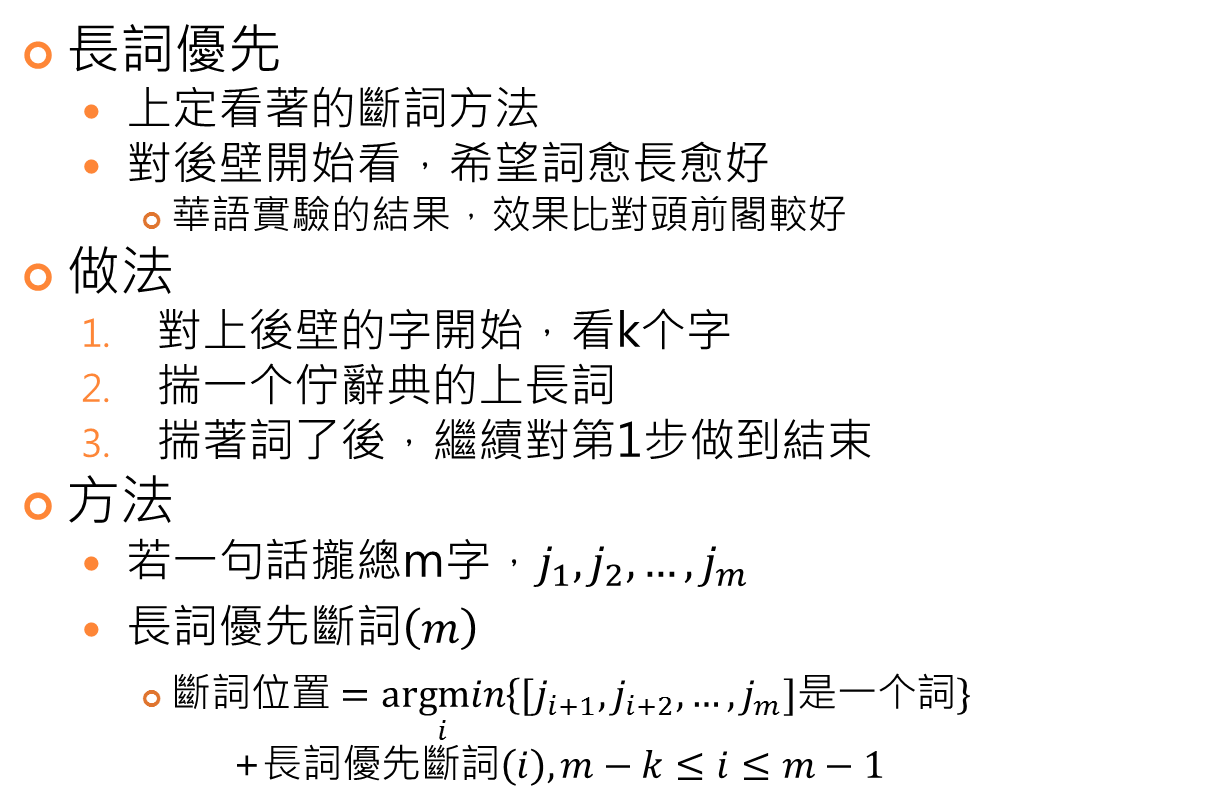 長詞優先
上定看著的斷詞方法
對後壁開始看，希望詞愈長愈好
華語實驗的結果，效果比對頭前閣較好
做法
1. 對上後壁的字開始，看k个字
2. 揣一个佇辭典的上長詞
3. 揣著詞了後，繼續對第1步做到結束
方法
若一句話攏總m字，j₁,j₂,…,jₘ
長詞優先斷詞(m)
斷詞位置 = argmin{[jᵢ₊₁,jᵢ₊₂,…,jₘ]是一个詞}
i
+長詞優先斷詞(i),m − k ≤ i ≤ m − 1